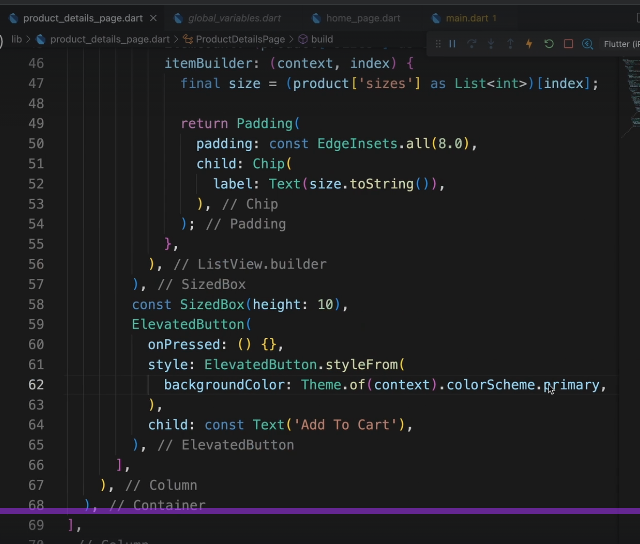 product_details_page.dart × global_variables.dart home_page.dart main.dart 1
lib > product_details_page.dart > ProductDetailsPage > build
Flutter (iP
46 itemBuilder: (context, index) {
47 final size = (product['sizes'] as List<int>)[index];
48
49 return Padding(
50 padding: const EdgeInsets.all(8.0),
51 child: Chip(
52 label: Text(size.toString()),
53 ), // Chip
54 ); // Padding
55 },
56 ), // ListView.builder
57 ), // SizedBox
58 const SizedBox(height: 10),
59 ElevatedButton(
60 onPressed: () {},
61 style: ElevatedButton.styleFrom(
62 backgroundColor: Theme.of(context).colorScheme.primary,
63 ),
64 child: const Text('Add To Cart'),
65 ), // ElevatedButton
66 ],
67 ), // Column
68 ), // Container
69 ],
70 // Column